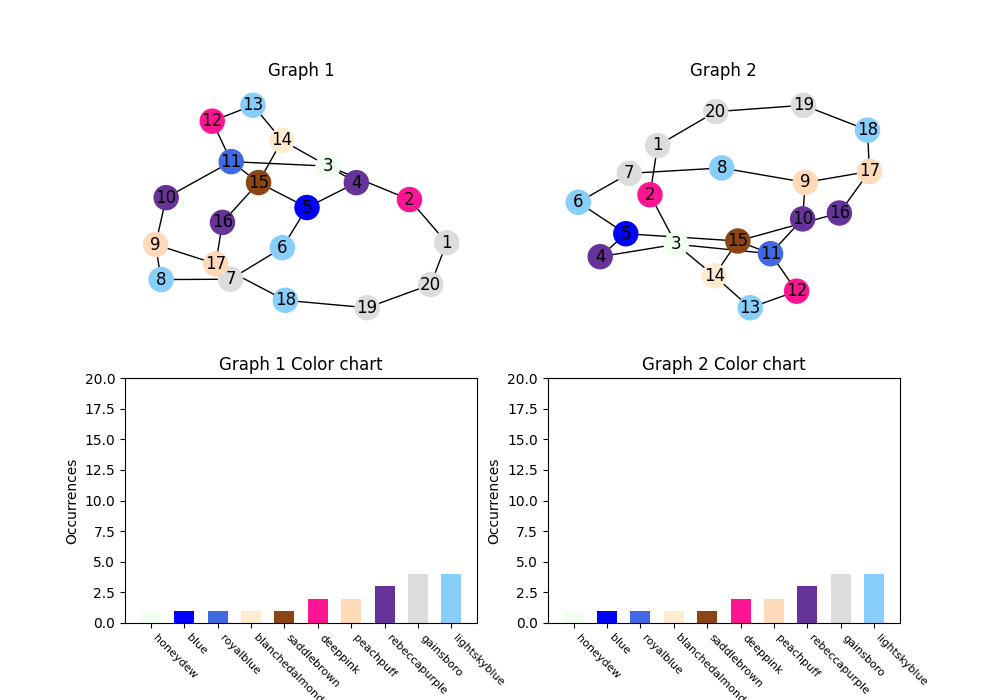 Graph 1
Graph 2
13
12
14
11
3
15
4
10
2
5
16
9
6
1
17
7
8
20
18
19
20
19
18
1
7
8
17
9
2
6
16
10
5
15
3
11
4
14
12
13
Graph 1 Color chart
Graph 2 Color chart
20.0
17.5
15.0
12.5
10.0
7.5
5.0
2.5
0.0
Occurrences
honeydew
blue
royalblue
blanchedalmond
saddlebrown
deeppink
peachpuff
rebeccapurple
gainsboro
lightskyblue
20.0
17.5
15.0
12.5
10.0
7.5
5.0
2.5
0.0
Occurrences
honeydew
blue
royalblue
blanchedalmond
saddlebrown
deeppink
peachpuff
rebeccapurple
gainsboro
lightskyblue